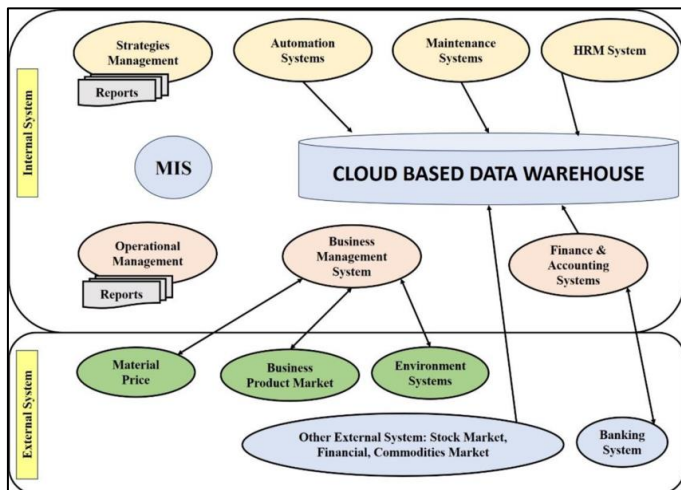 Internal System
Strategies
Management
Reports
Automation
Systems
Maintenance
Systems
HRM System
MIS
CLOUD BASED DATA WAREHOUSE
Operational
Management
Reports
Business
Management
System
Finance &
Accounting
Systems
External System
Material
Price
Business
Product Market
Environment
Systems
Other External System: Stock Market,
Financial, Commodities Market
Banking
System